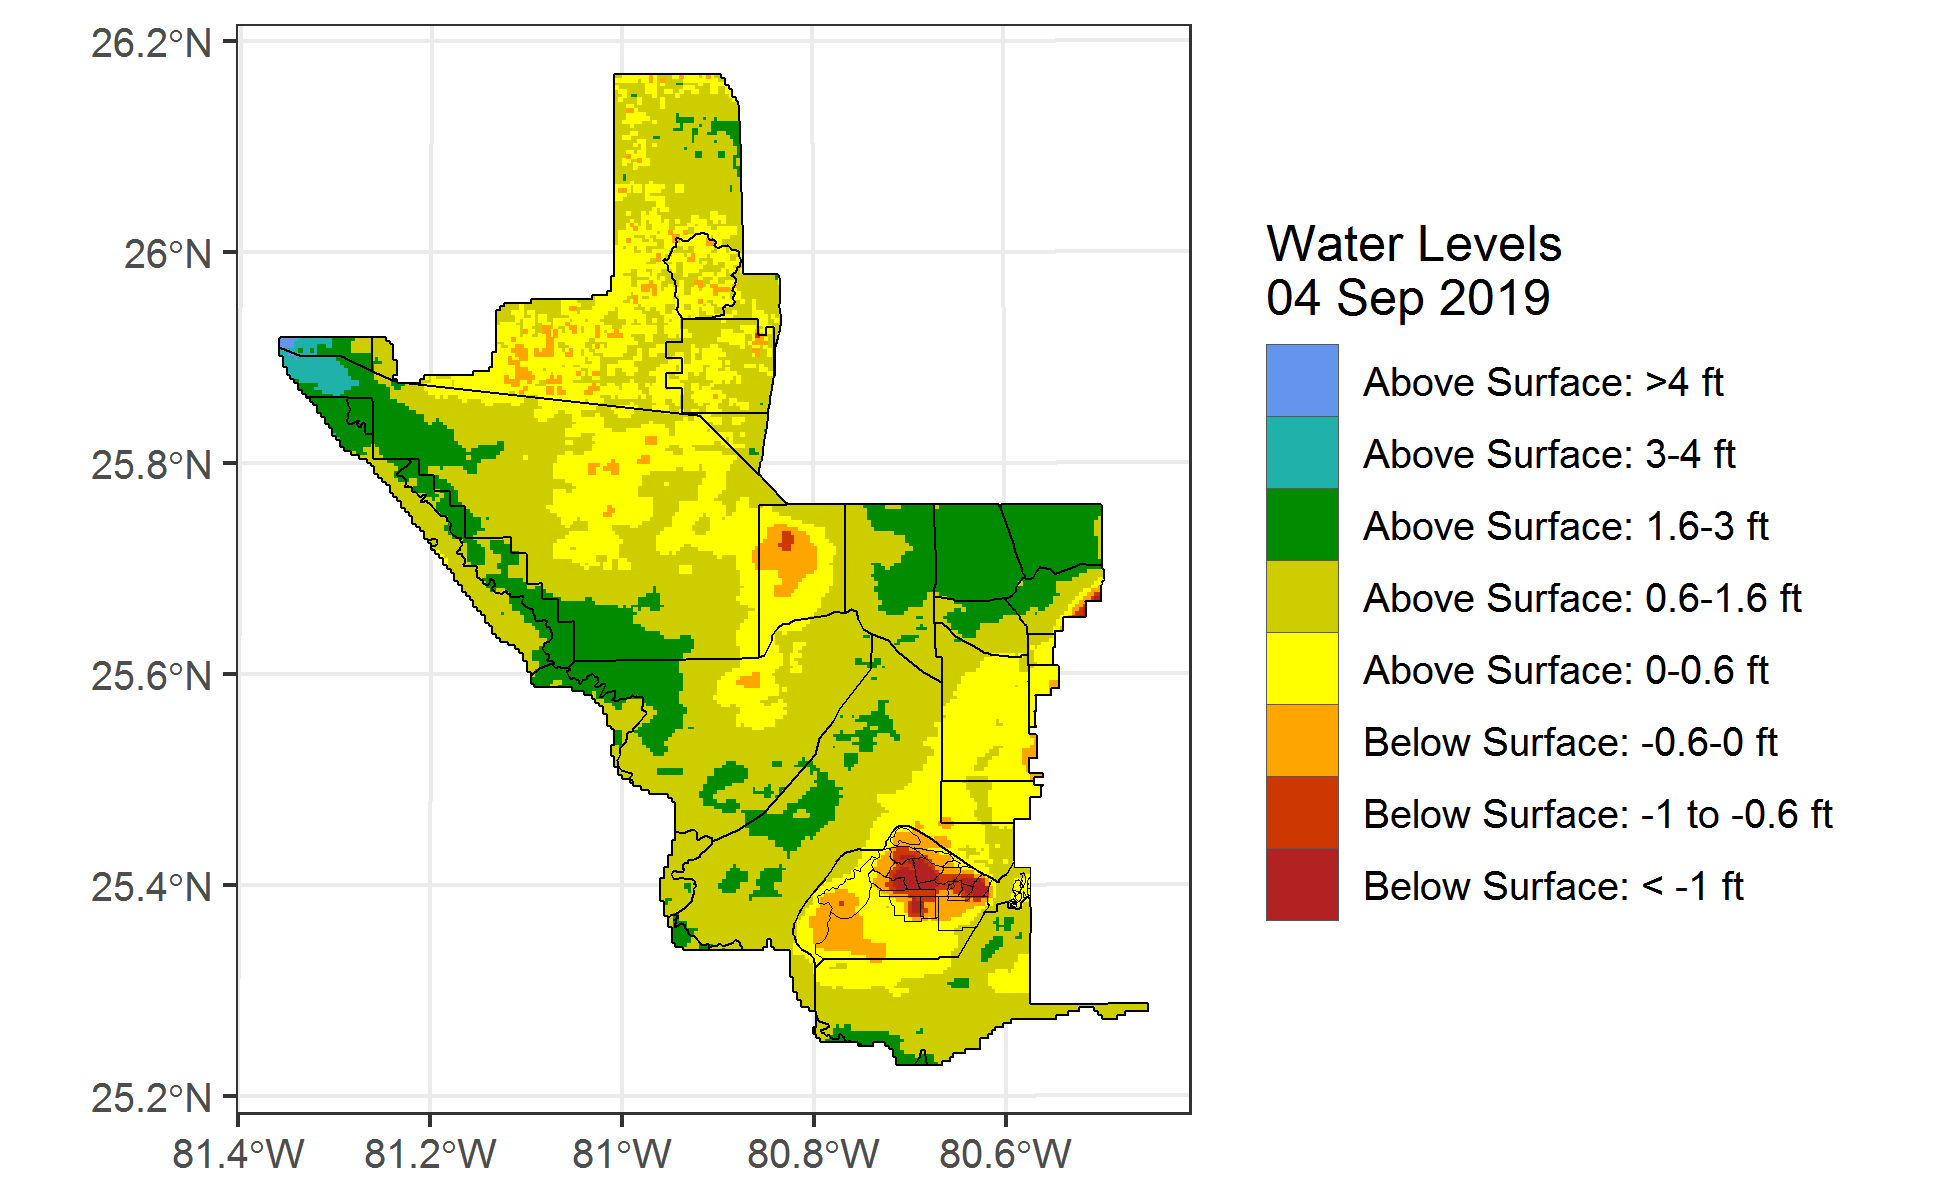 26.2°N
26°N
25.8°N
25.6°N
25.4°N
25.2°N
81.4°W
81.2°W
81°W
80.8°W
80.6°W
Water Levels
04 Sep 2019
Above Surface: >4 ft
Above Surface: 3-4 ft
Above Surface: 1.6-3 ft
Above Surface: 0.6-1.6 ft
Above Surface: 0-0.6 ft
Below Surface: -0.6-0 ft
Below Surface: -1 to -0.6 ft
Below Surface: < -1 ft